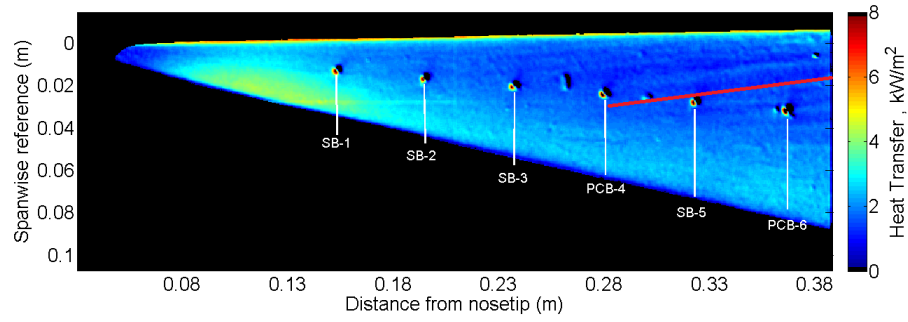 Spanwise reference (m)
0
0.02
0.04
0.06
0.08
0.1
SB-1
SB-2
SB-3
PCB-4
SB-5
PCB-6
0.08 0.13 0.18 0.23 0.28 0.33 0.38
Distance from nosetip (m)
8
6
4
2
0
Heat Transfer , kW/m²